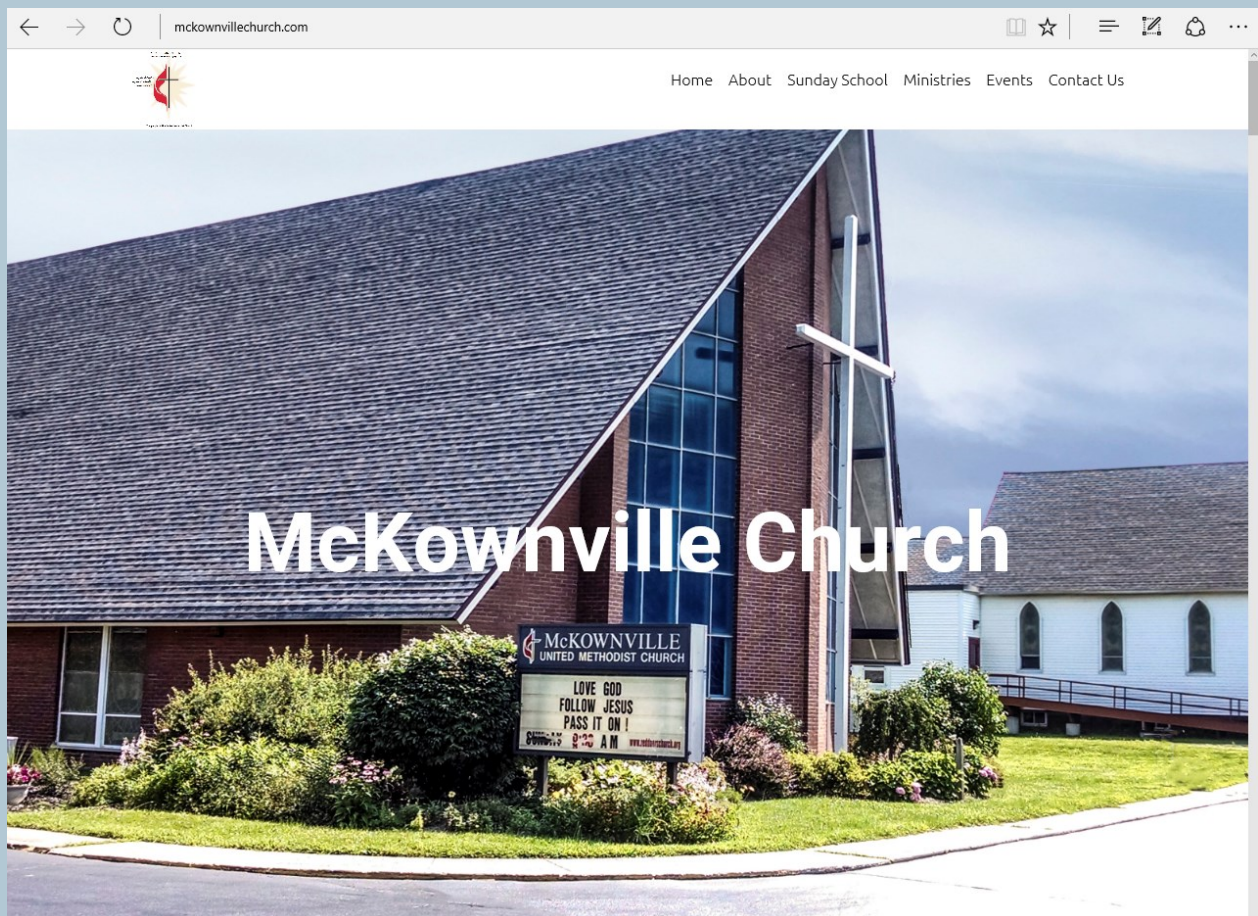 mckownvillechurch.com
Home About Sunday School Ministries Events Contact Us
McKownville Church
McKOWNVILLE
UNITED METHODIST CHURCH
LOVE GOD
FOLLOW JESUS
PASS IT ON !
SUNDAY AM